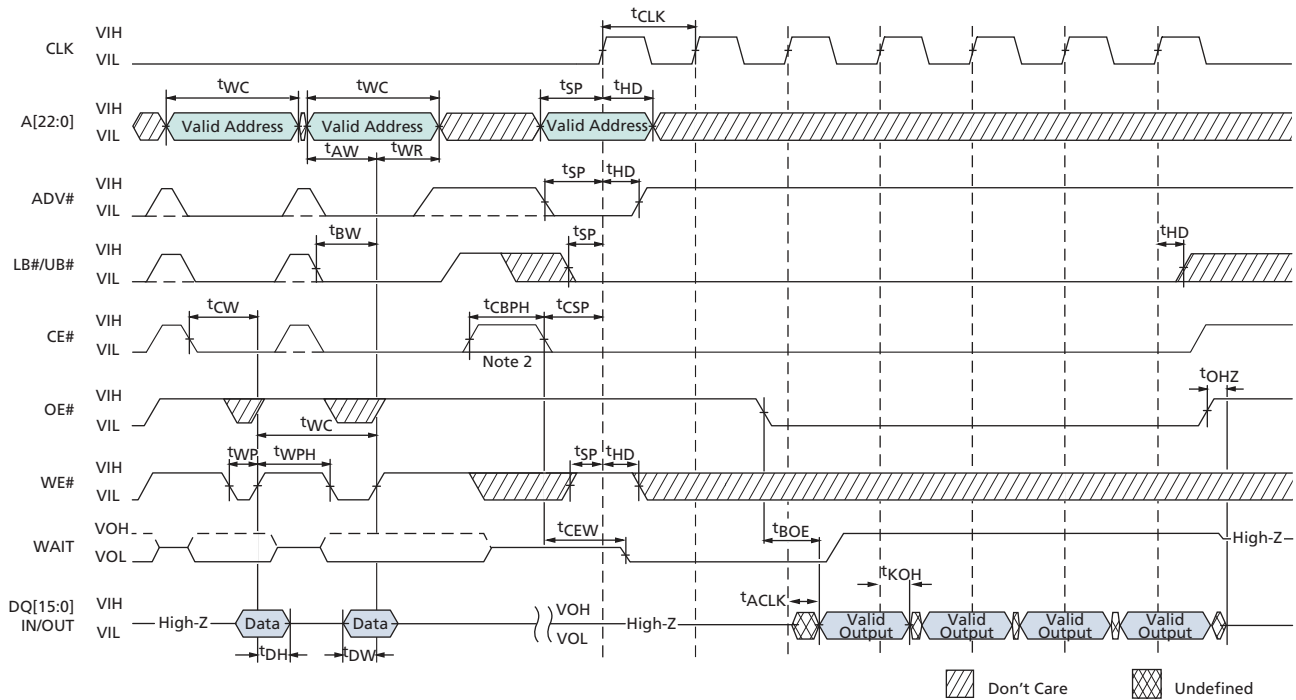 tCLK
CLK VIH VIL
tWC tWC tSP tHD
A[22:0] VIH VIL Valid Address Valid Address Valid Address
tAW tWR
tSP tHD
ADV# VIH VIL
tBW tSP tHD
LB#/UB# VIH VIL
tCW tCBPH tCSP
CE# VIH VIL
Note 2
tOHZ
OE# VIH VIL
tWC
tWP tWPH tSP tHD
WE# VIH VIL
tCEW tBOE
WAIT VOH VOL High-Z
tKOH
tACLK
DQ[15:0] IN/OUT VIH VIL High-Z Data Data VOH VOL High-Z Valid Output Valid Output Valid Output Valid Output
tDH tDW
Don't Care Undefined